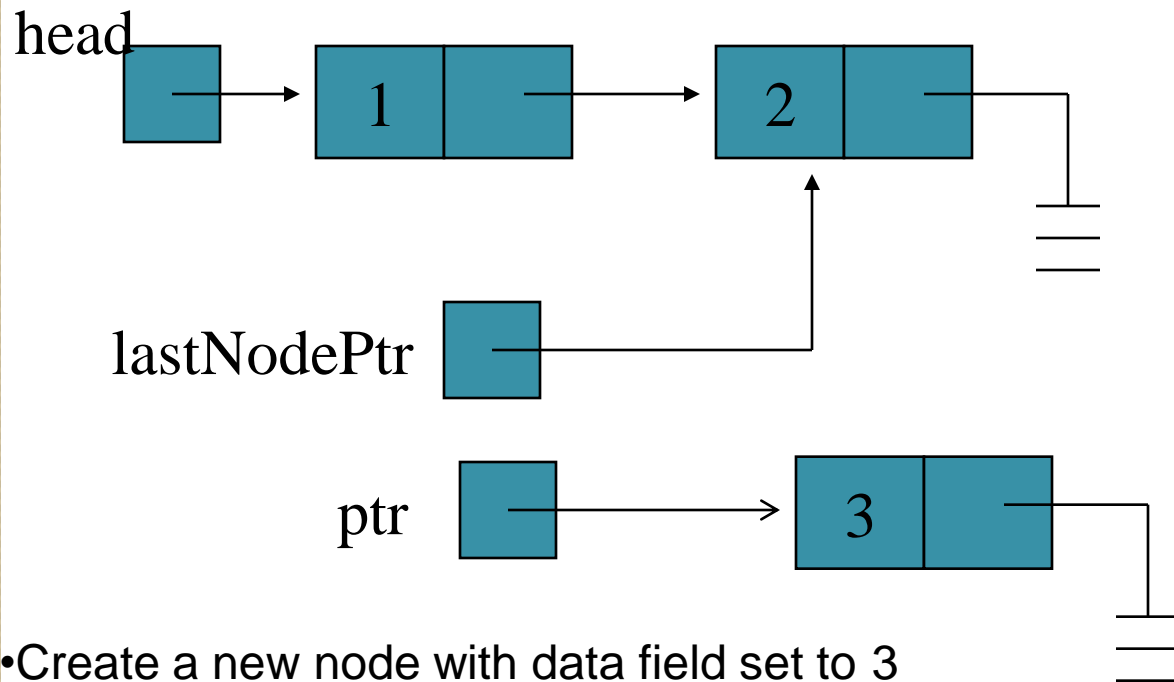 head
1
2
lastNodePtr
ptr
3
•Create a new node with data field set to 3